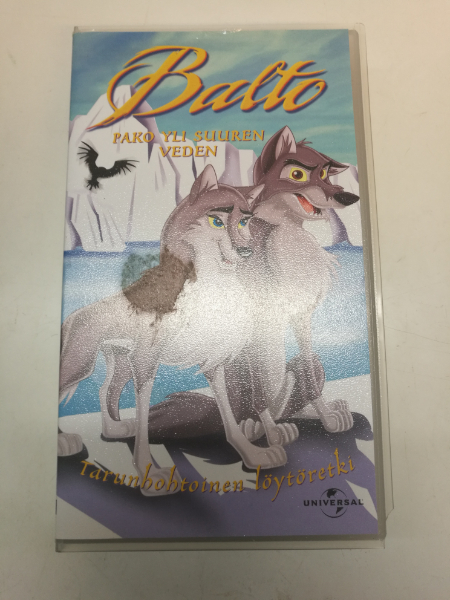 Balto
PAKO YLI SUUREN
VEDEN
Tarunhohtoinen löytöretki
UNIVERSAL